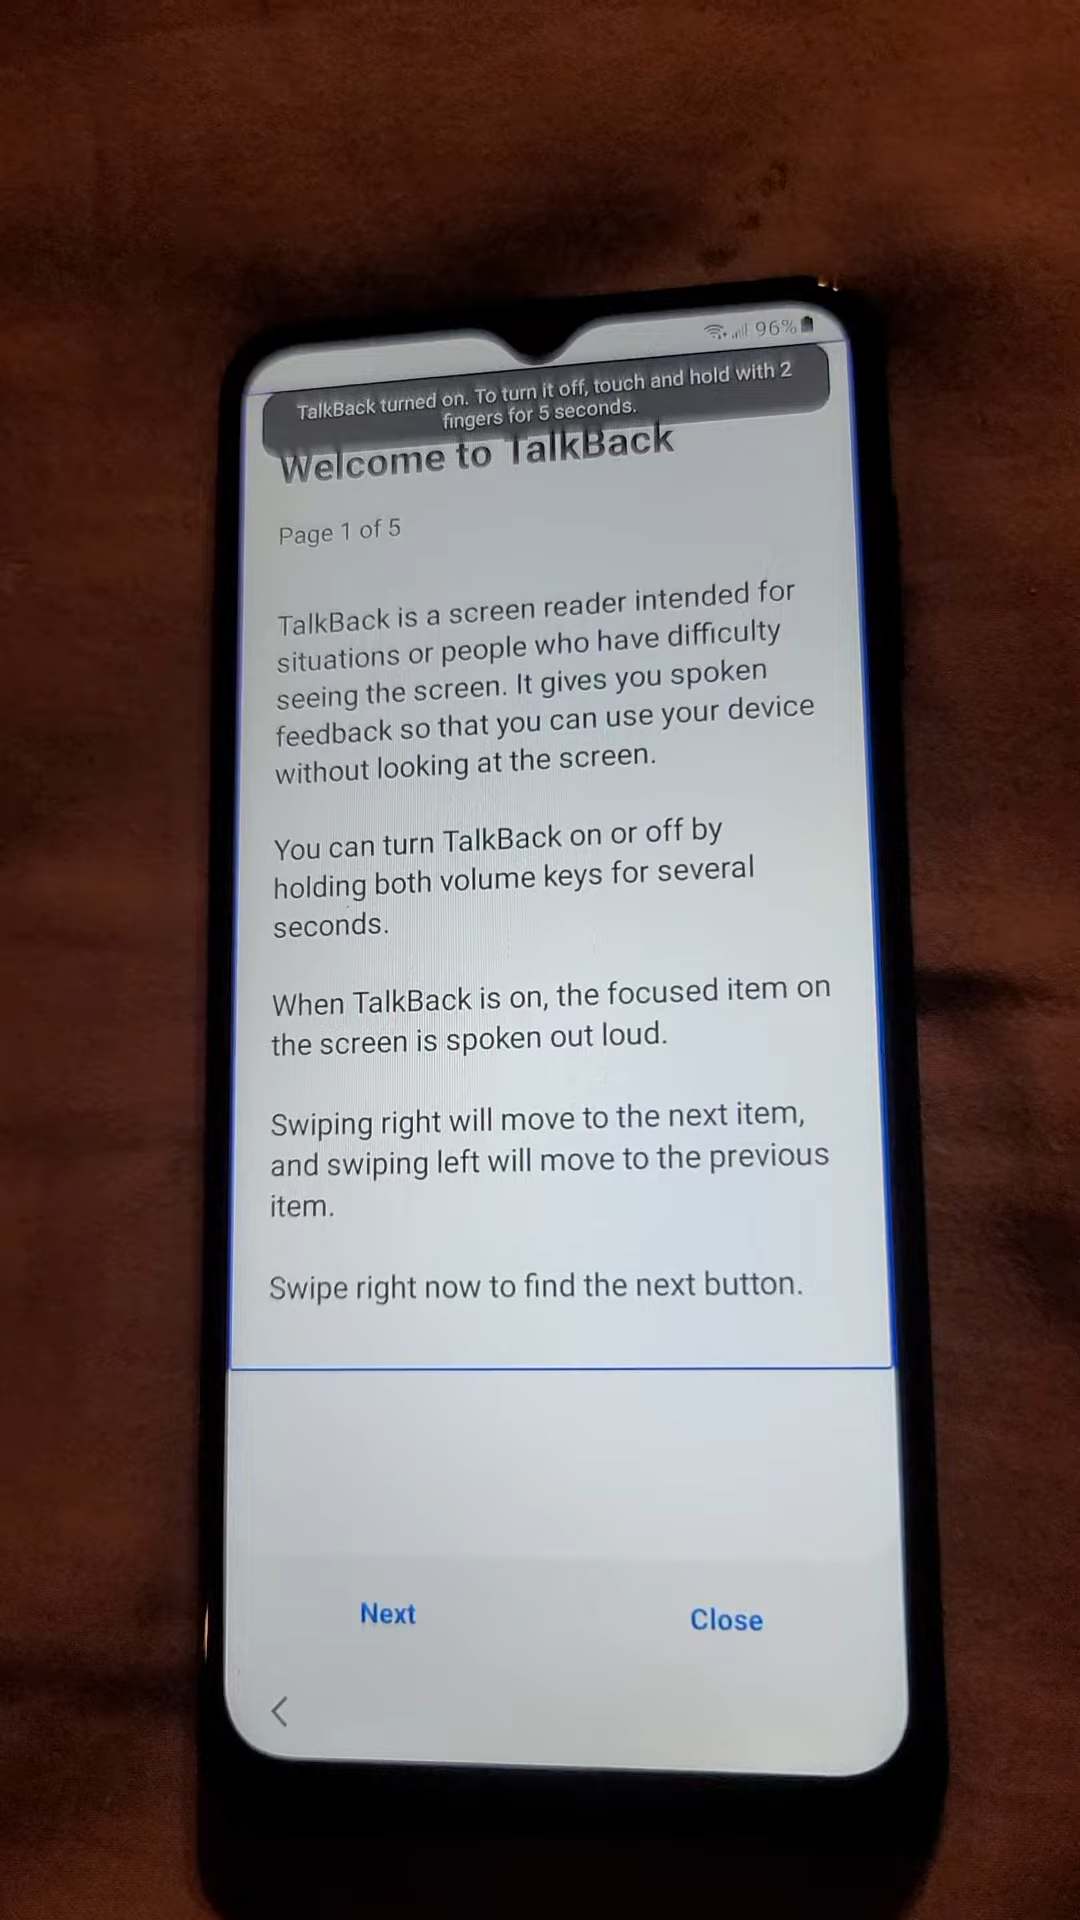 96%
TalkBack turned on. To turn it off, touch and hold with 2
fingers for 5 seconds.
Welcome to TalkBack
Page 1 of 5
TalkBack is a screen reader intended for
situations or people who have difficulty
seeing the screen. It gives you spoken
feedback so that you can use your device
without looking at the screen.
You can turn TalkBack on or off by
holding both volume keys for several
seconds.
When TalkBack is on, the focused item on
the screen is spoken out loud.
Swiping right will move to the next item,
and swiping left will move to the previous
item.
Swipe right now to find the next button.
Next
Close